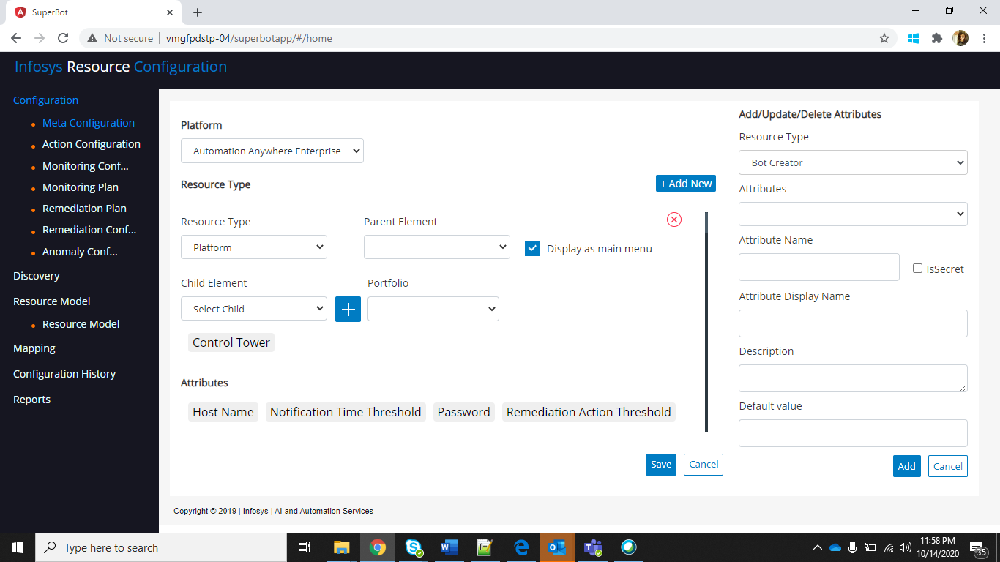 SuperBot
Not secure
vmgfpdstp-04/superbotapp/#/home
Infosys Resource Configuration
Configuration
Meta Configuration
Action Configuration
Monitoring Conf...
Monitoring Plan
Remediation Plan
Remediation Conf...
Anomaly Conf...
Discovery
Resource Model
Resource Model
Mapping
Configuration History
Reports
Platform
Automation Anywhere Enterprise
Resource Type
+ Add New
Resource Type
Parent Element
Platform
Display as main menu
Child Element
Portfolio
Select Child
Control Tower
Attributes
Host Name
Notification Time Threshold
Password
Remediation Action Threshold
Save
Cancel
Add/Update/Delete Attributes
Resource Type
Bot Creator
Attributes
Attribute Name
IsSecret
Attribute Display Name
Description
Default value
Add
Cancel
Copyright © 2019 | Infosys | AI and Automation Services
Type here to search
11:58 PM
10/14/2020
35